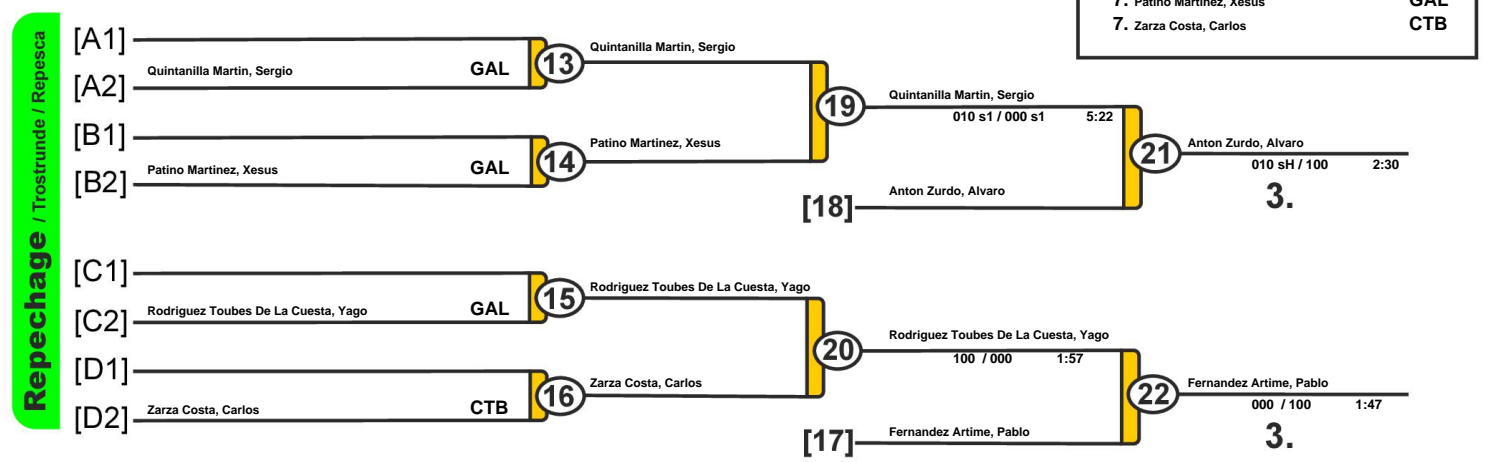 7. Patino Martinez, Xesus GAL
7. Zarza Costa, Carlos CTB
Repechage / Trostrunde / Repesca
[A1]
Quintanilla Martin, Sergio GAL
[A2]
13
Quintanilla Martin, Sergio
[B1]
Patino Martinez, Xesus GAL
[B2]
14
Patino Martinez, Xesus
19
Quintanilla Martin, Sergio
010 s1 / 000 s1 5:22
[18]
Anton Zurdo, Alvaro
21
Anton Zurdo, Alvaro
010 sH / 100 2:30
3.
[C1]
Rodriguez Toubes De La Cuesta, Yago GAL
[C2]
15
Rodriguez Toubes De La Cuesta, Yago
[D1]
Zarza Costa, Carlos CTB
[D2]
16
Zarza Costa, Carlos
20
Rodriguez Toubes De La Cuesta, Yago
100 / 000 1:57
[17]
Fernandez Artime, Pablo
22
Fernandez Artime, Pablo
000 / 100 1:47
3.